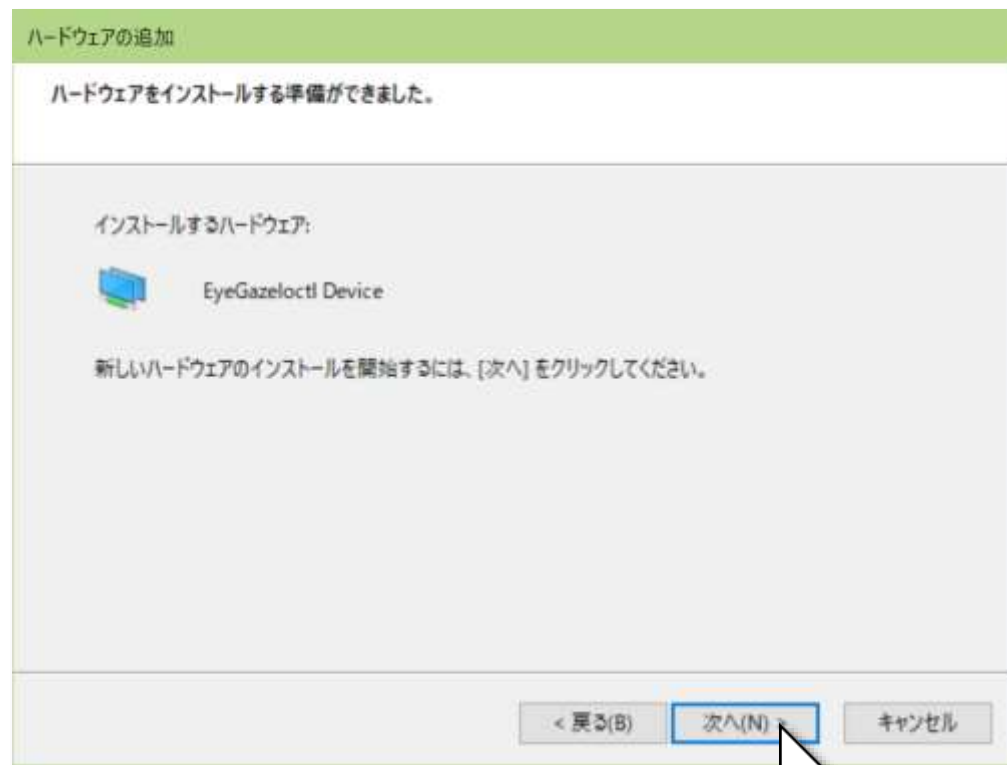 ハードウェアの追加
ハードウェアをインストールする準備ができました。
インストールするハードウェア:
EyeGazeIoctl Device
新しいハードウェアのインストールを開始するには、[次へ] をクリックしてください。
< 戻る(B) 次へ(N) > キャンセル